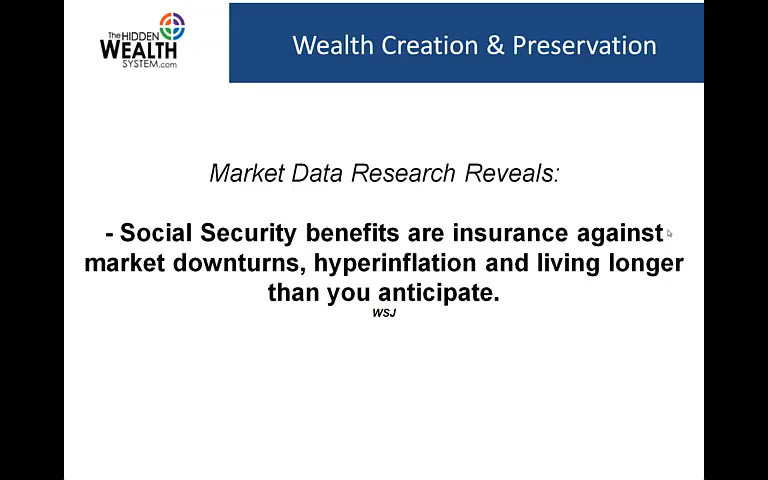 The HIDDEN
WEALTH
SYSTEM.com
Wealth Creation & Preservation
Market Data Research Reveals:
- Social Security benefits are insurance against
market downturns, hyperinflation and living longer
than you anticipate.
WSJ